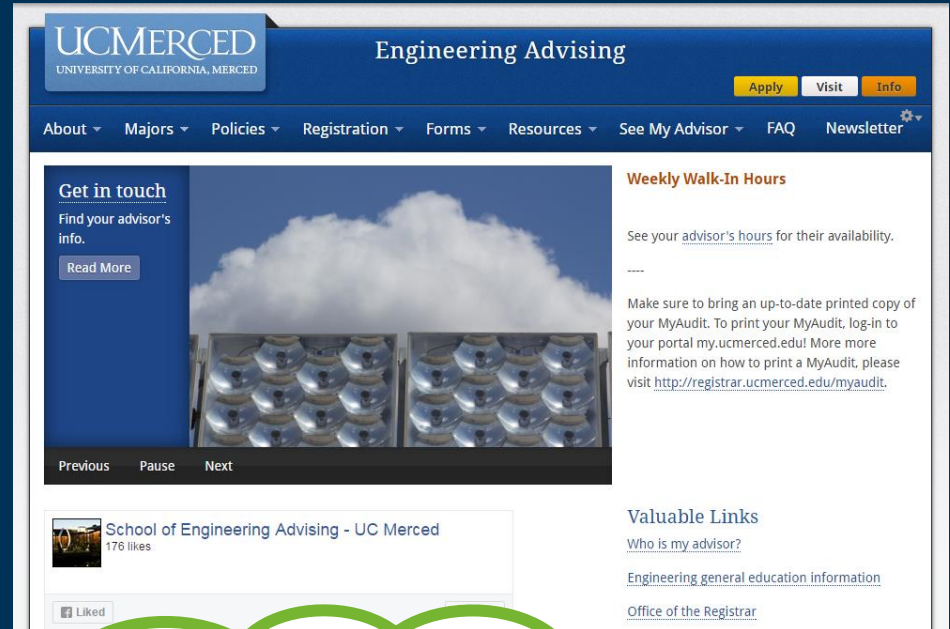 UCMERCED
UNIVERSITY OF CALIFORNIA, MERCED
Engineering Advising
Apply Visit Info
About Majors Policies Registration Forms Resources See My Advisor FAQ Newsletter
Get in touch
Find your advisor's
info.
Read More
Previous Pause Next
Weekly Walk-In Hours
See your advisor's hours for their availability.
----
Make sure to bring an up-to-date printed copy of
your MyAudit. To print your MyAudit, log-in to
your portal my.ucmerced.edu! More more
information on how to print a MyAudit, please
visit http://registrar.ucmerced.edu/myaudit.
School of Engineering Advising - UC Merced
176 likes
Liked
Valuable Links
Who is my advisor?
Engineering general education information
Office of the Registrar